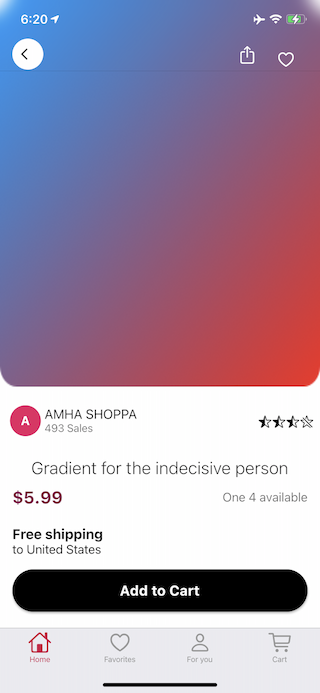 6:20
A
AMHA SHOPPA
493 Sales
Gradient for the indecisive person
$5.99
One 4 available
Free shipping
to United States
Add to Cart
Home
Favorites
For you
Cart